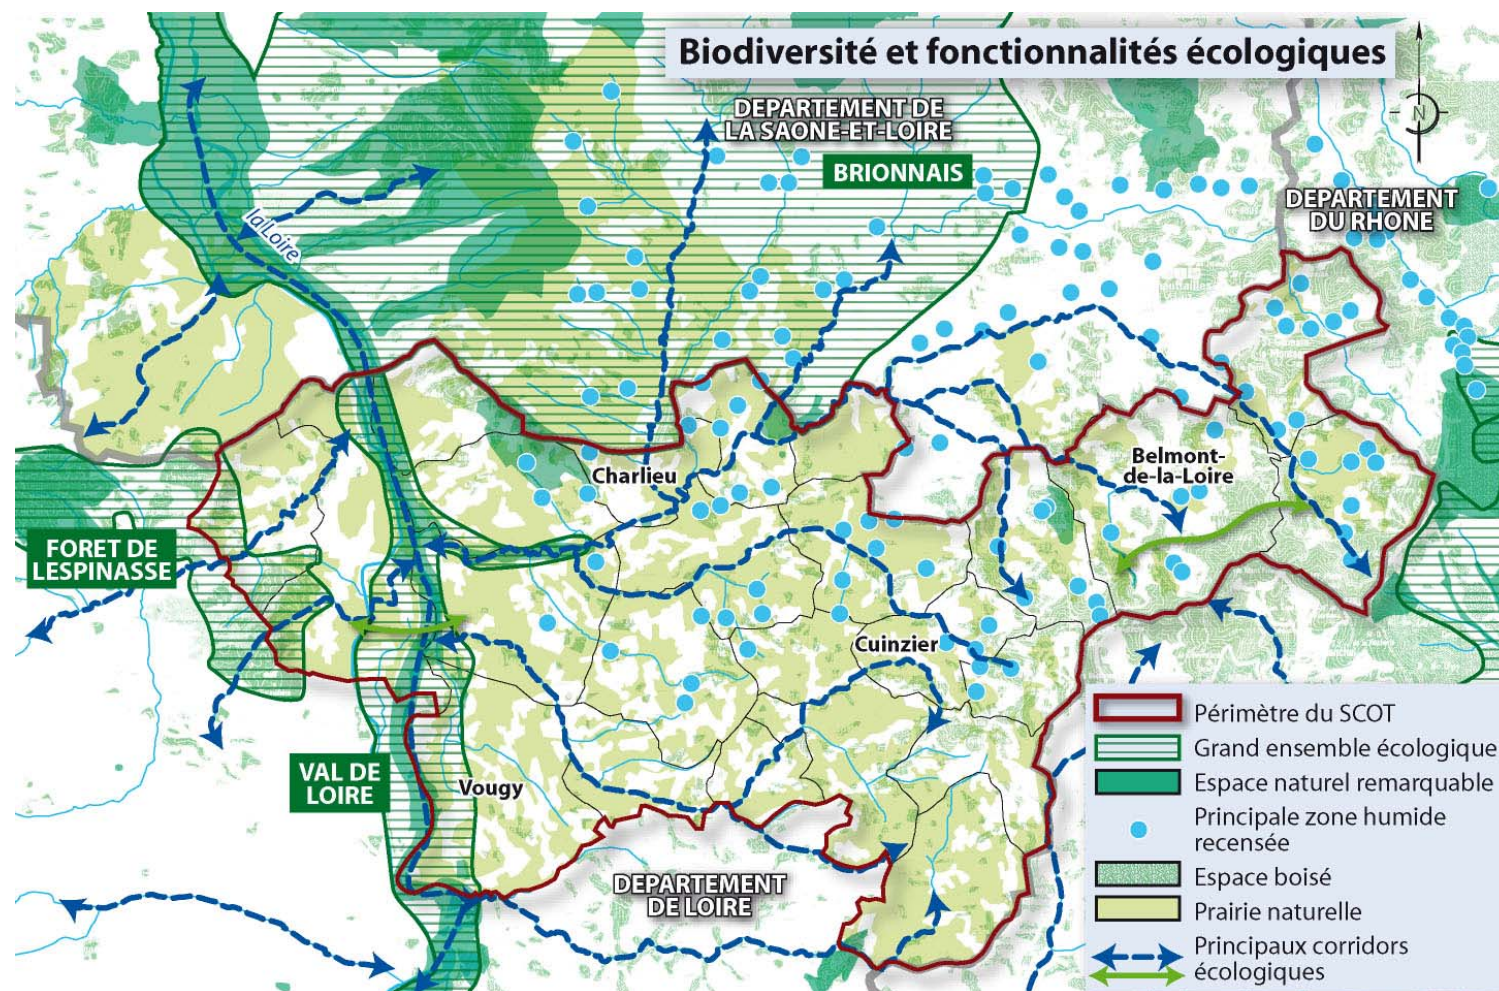 Biodiversité et fonctionnalités écologiques
N
DEPARTEMENT DE
LA SAONE-ET-LOIRE
BRIONNAIS
DEPARTEMENT
DU RHONE
la Loire
Charlieu
Belmont-
de-la-Loire
FORET DE
LESPINASSE
Cuinzier
VAL DE
LOIRE
Vougy
DEPARTEMENT
DE LOIRE
Périmètre du SCOT
Grand ensemble écologique
Espace naturel remarquable
Principale zone humide
recensée
Espace boisé
Prairie naturelle
Principaux corridors
écologiques